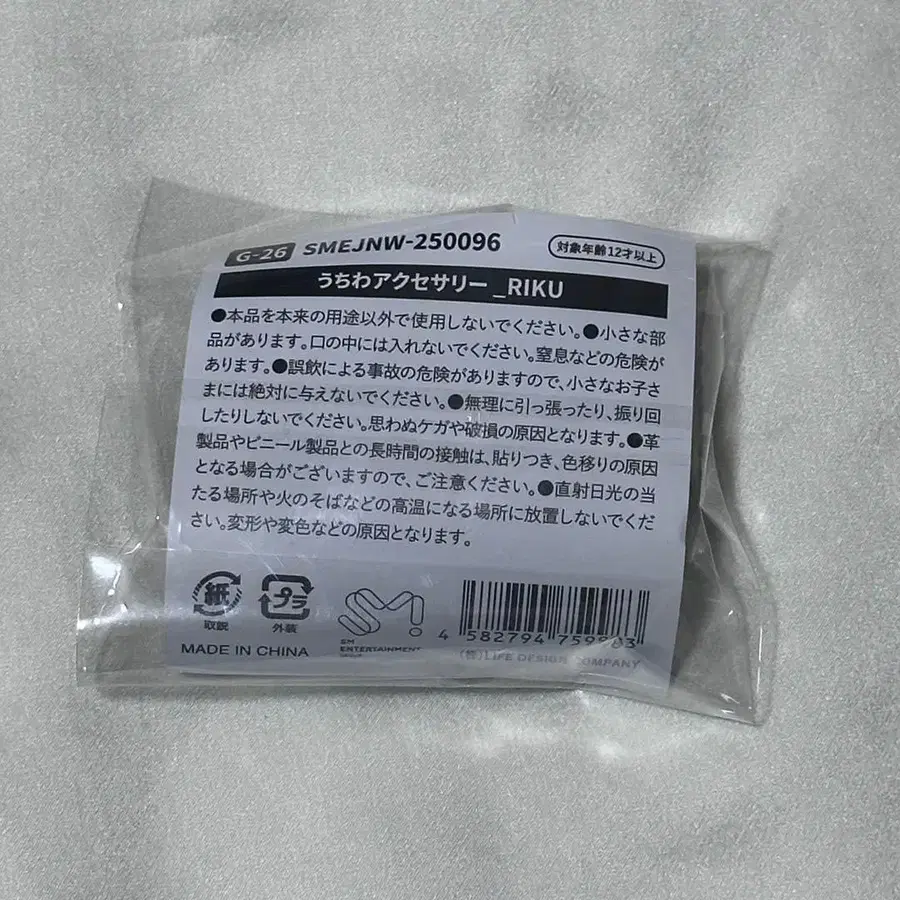 G-26 SMEJNW-250096 対象年齢12才以上
うちわアクセサリー _RIKU
●本品を本来の用途以外で使用しないでください。●小さな部
品があります。口の中には入れないでください。窒息などの危険が
あります。●誤飲による事故の危険がありますので、小さなお子さ
まには絶対に与えないでください。●無理に引っ張ったり、振り回
したりしないでください。思わぬケガや破損の原因となります。●革
製品やビニール製品との長時間の接触は、貼りつき、色移りの原因
となる場合がございますので、ご注意ください。●直射日光の当
たる場所や火のそばなどの高温になる場所に放置しないでくだ
さい。変形や変色などの原因となります。
紙
取説
プラ
外装
MADE IN CHINA
SM
ENTERTAINMENT
4 582794
LIFE DESIGN COMPANY